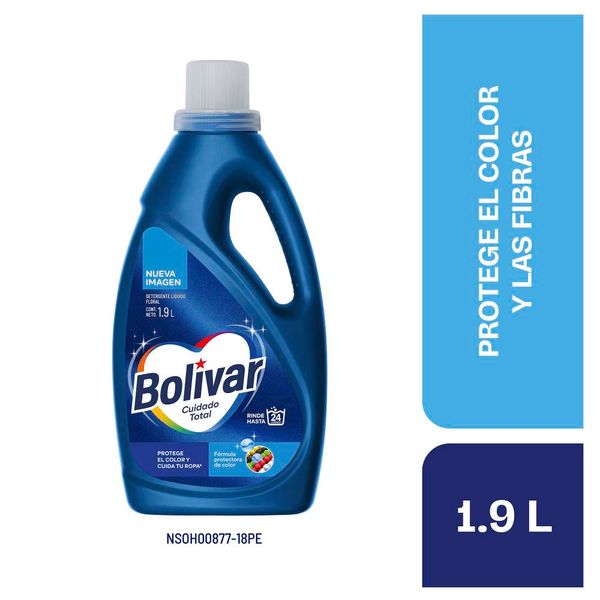 NUEVA
IMAGEN
DETERGENTE LÍQUIDO
FLORAL
CONT.
NETO 1.9 L
Bolivar
Cuidado
Total
RINDE
HASTA 24
PROTEGE
EL COLOR Y
CUIDA TU ROPA*
Fórmula
protectora
de color
NSOH00877-18PE
PROTEGE EL COLOR
Y LAS FIBRAS
1.9 L